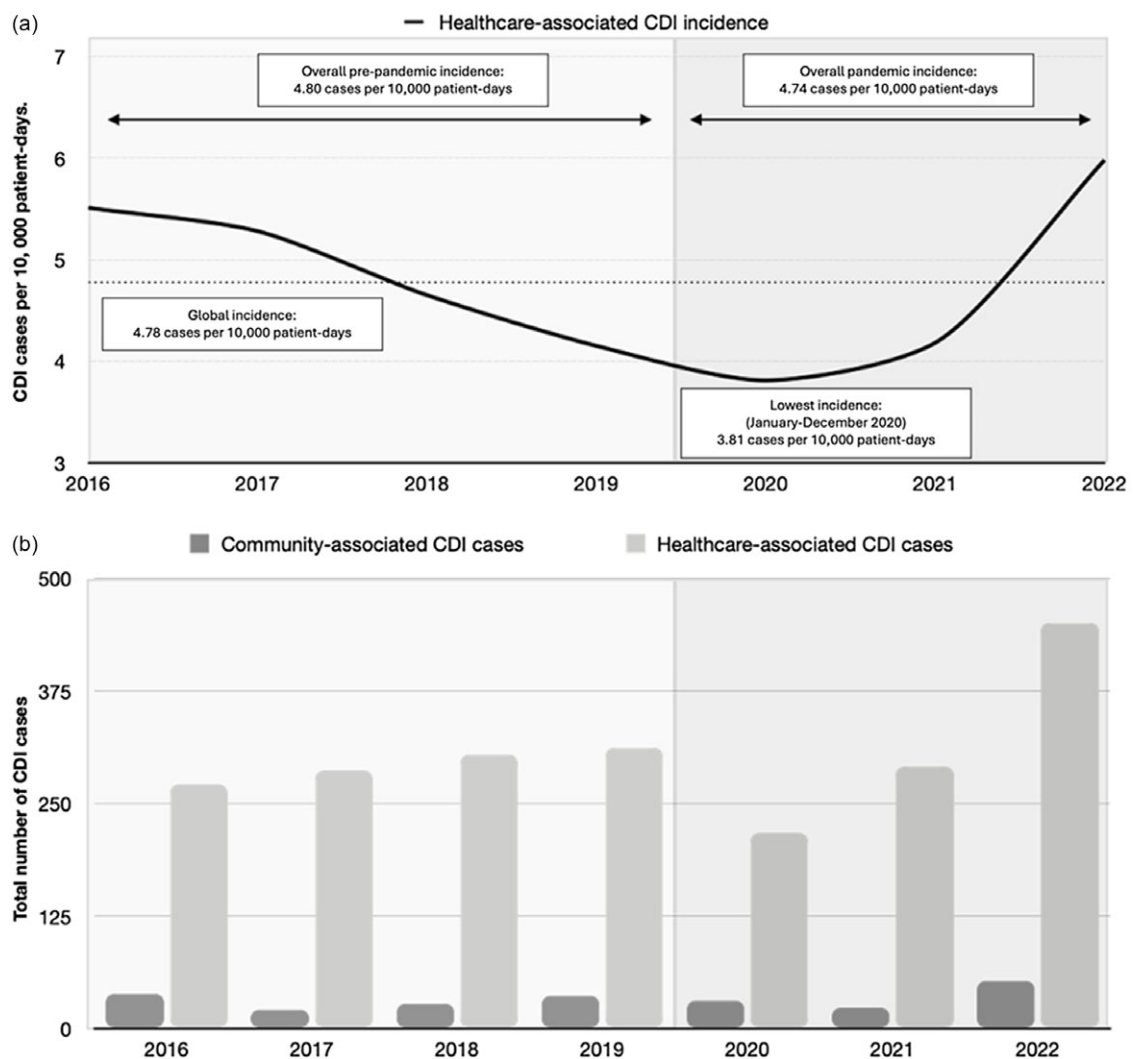 (a)
Healthcare-associated CDI incidence
7
6
5
4
3
CDI cases per 10, 000 patient-days.
Overall pre-pandemic incidence:
4.80 cases per 10,000 patient-days
Overall pandemic incidence:
4.74 cases per 10,000 patient-days
Global incidence:
4.78 cases per 10,000 patient-days
Lowest incidence:
(January-December 2020)
3.81 cases per 10,000 patient-days
2016 2017 2018 2019 2020 2021 2022
(b)
Community-associated CDI cases
Healthcare-associated CDI cases
500
375
250
125
0
Total number of CDI cases
2016 2017 2018 2019 2020 2021 2022